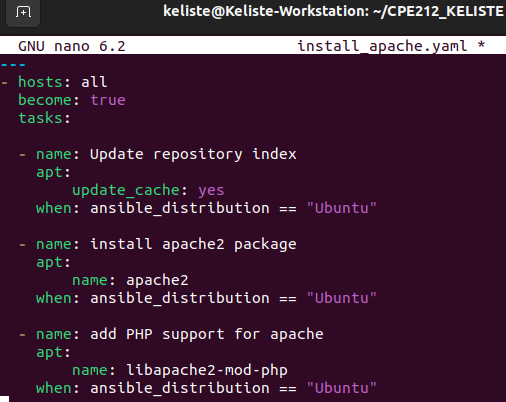 keliste@Keliste-Workstation: ~/CPE212_KELISTE
GNU nano 6.2 install_apache.yaml *
---
- hosts: all
  become: true
  tasks:

  - name: Update repository index
    apt:
        update_cache: yes
    when: ansible_distribution == "Ubuntu"

  - name: install apache2 package
    apt:
        name: apache2
    when: ansible_distribution == "Ubuntu"

  - name: add PHP support for apache
    apt:
        name: libapache2-mod-php
    when: ansible_distribution == "Ubuntu"